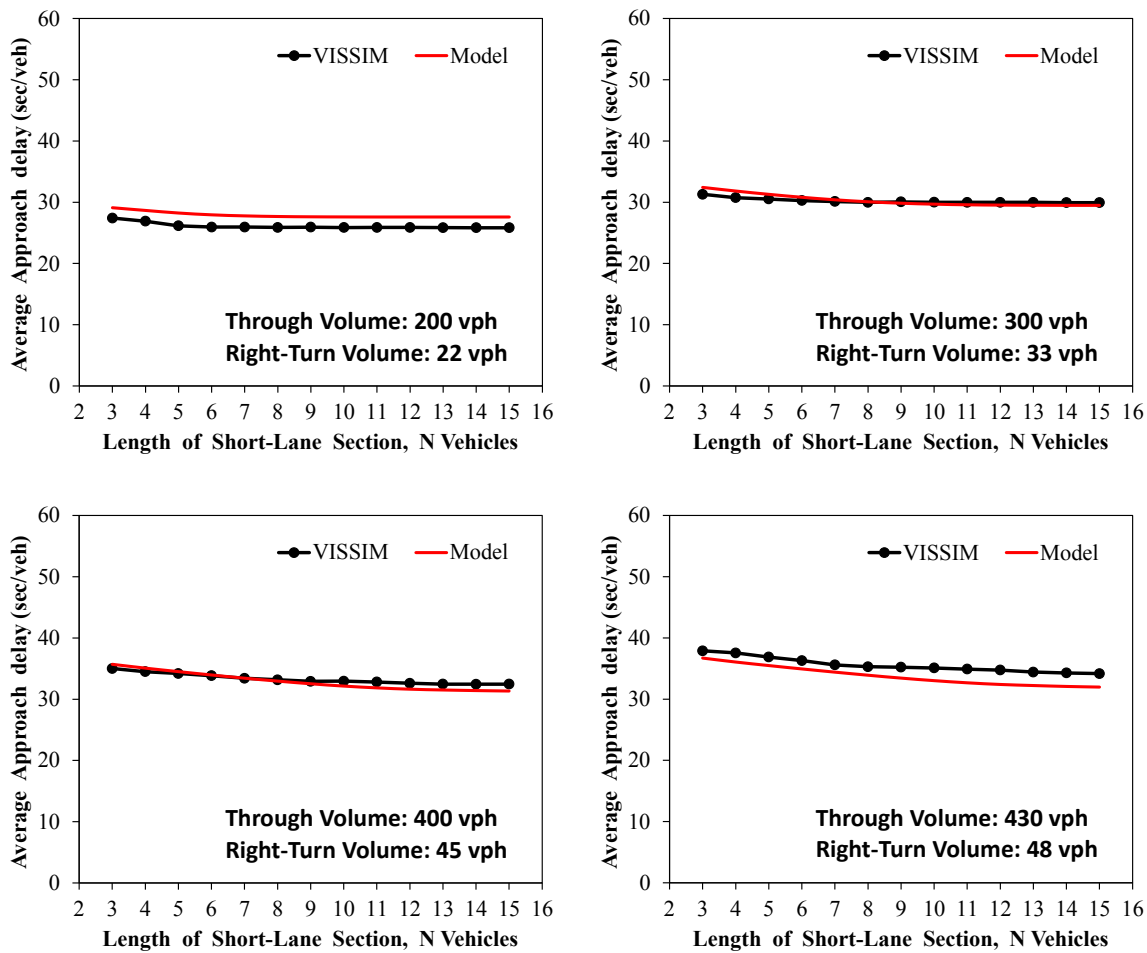 60
50
40
30
20
10
0
Average Approach delay (sec/veh)
VISSIM Model
Through Volume: 200 vph
Right-Turn Volume: 22 vph
2 3 4 5 6 7 8 9 10 11 12 13 14 15 16
Length of Short-Lane Section, N Vehicles
60
50
40
30
20
10
0
Average Approach delay (sec/veh)
VISSIM Model
Through Volume: 300 vph
Right-Turn Volume: 33 vph
2 3 4 5 6 7 8 9 10 11 12 13 14 15 16
Length of Short-Lane Section, N Vehicles
60
50
40
30
20
10
0
Average Approach delay (sec/veh)
VISSIM Model
Through Volume: 400 vph
Right-Turn Volume: 45 vph
2 3 4 5 6 7 8 9 10 11 12 13 14 15 16
Length of Short-Lane Section, N Vehicles
60
50
40
30
20
10
0
Average Approach delay (sec/veh)
VISSIM Model
Through Volume: 430 vph
Right-Turn Volume: 48 vph
2 3 4 5 6 7 8 9 10 11 12 13 14 15 16
Length of Short-Lane Section, N Vehicles